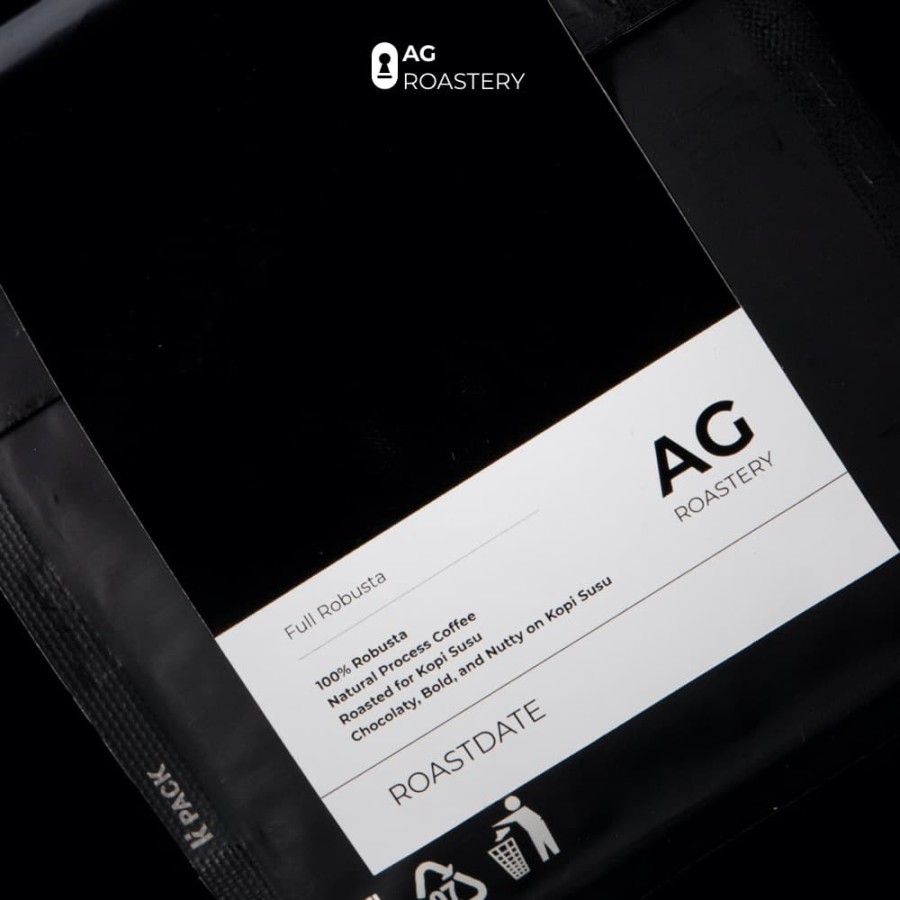 AG
ROASTERY
AG
ROASTERY
Full Robusta
100% Robusta
Natural Process Coffee
Roasted for Kopi Susu
Chocolaty, Bold, and Nutty on Kopi Susu
ROASTDATE
K PACK
07